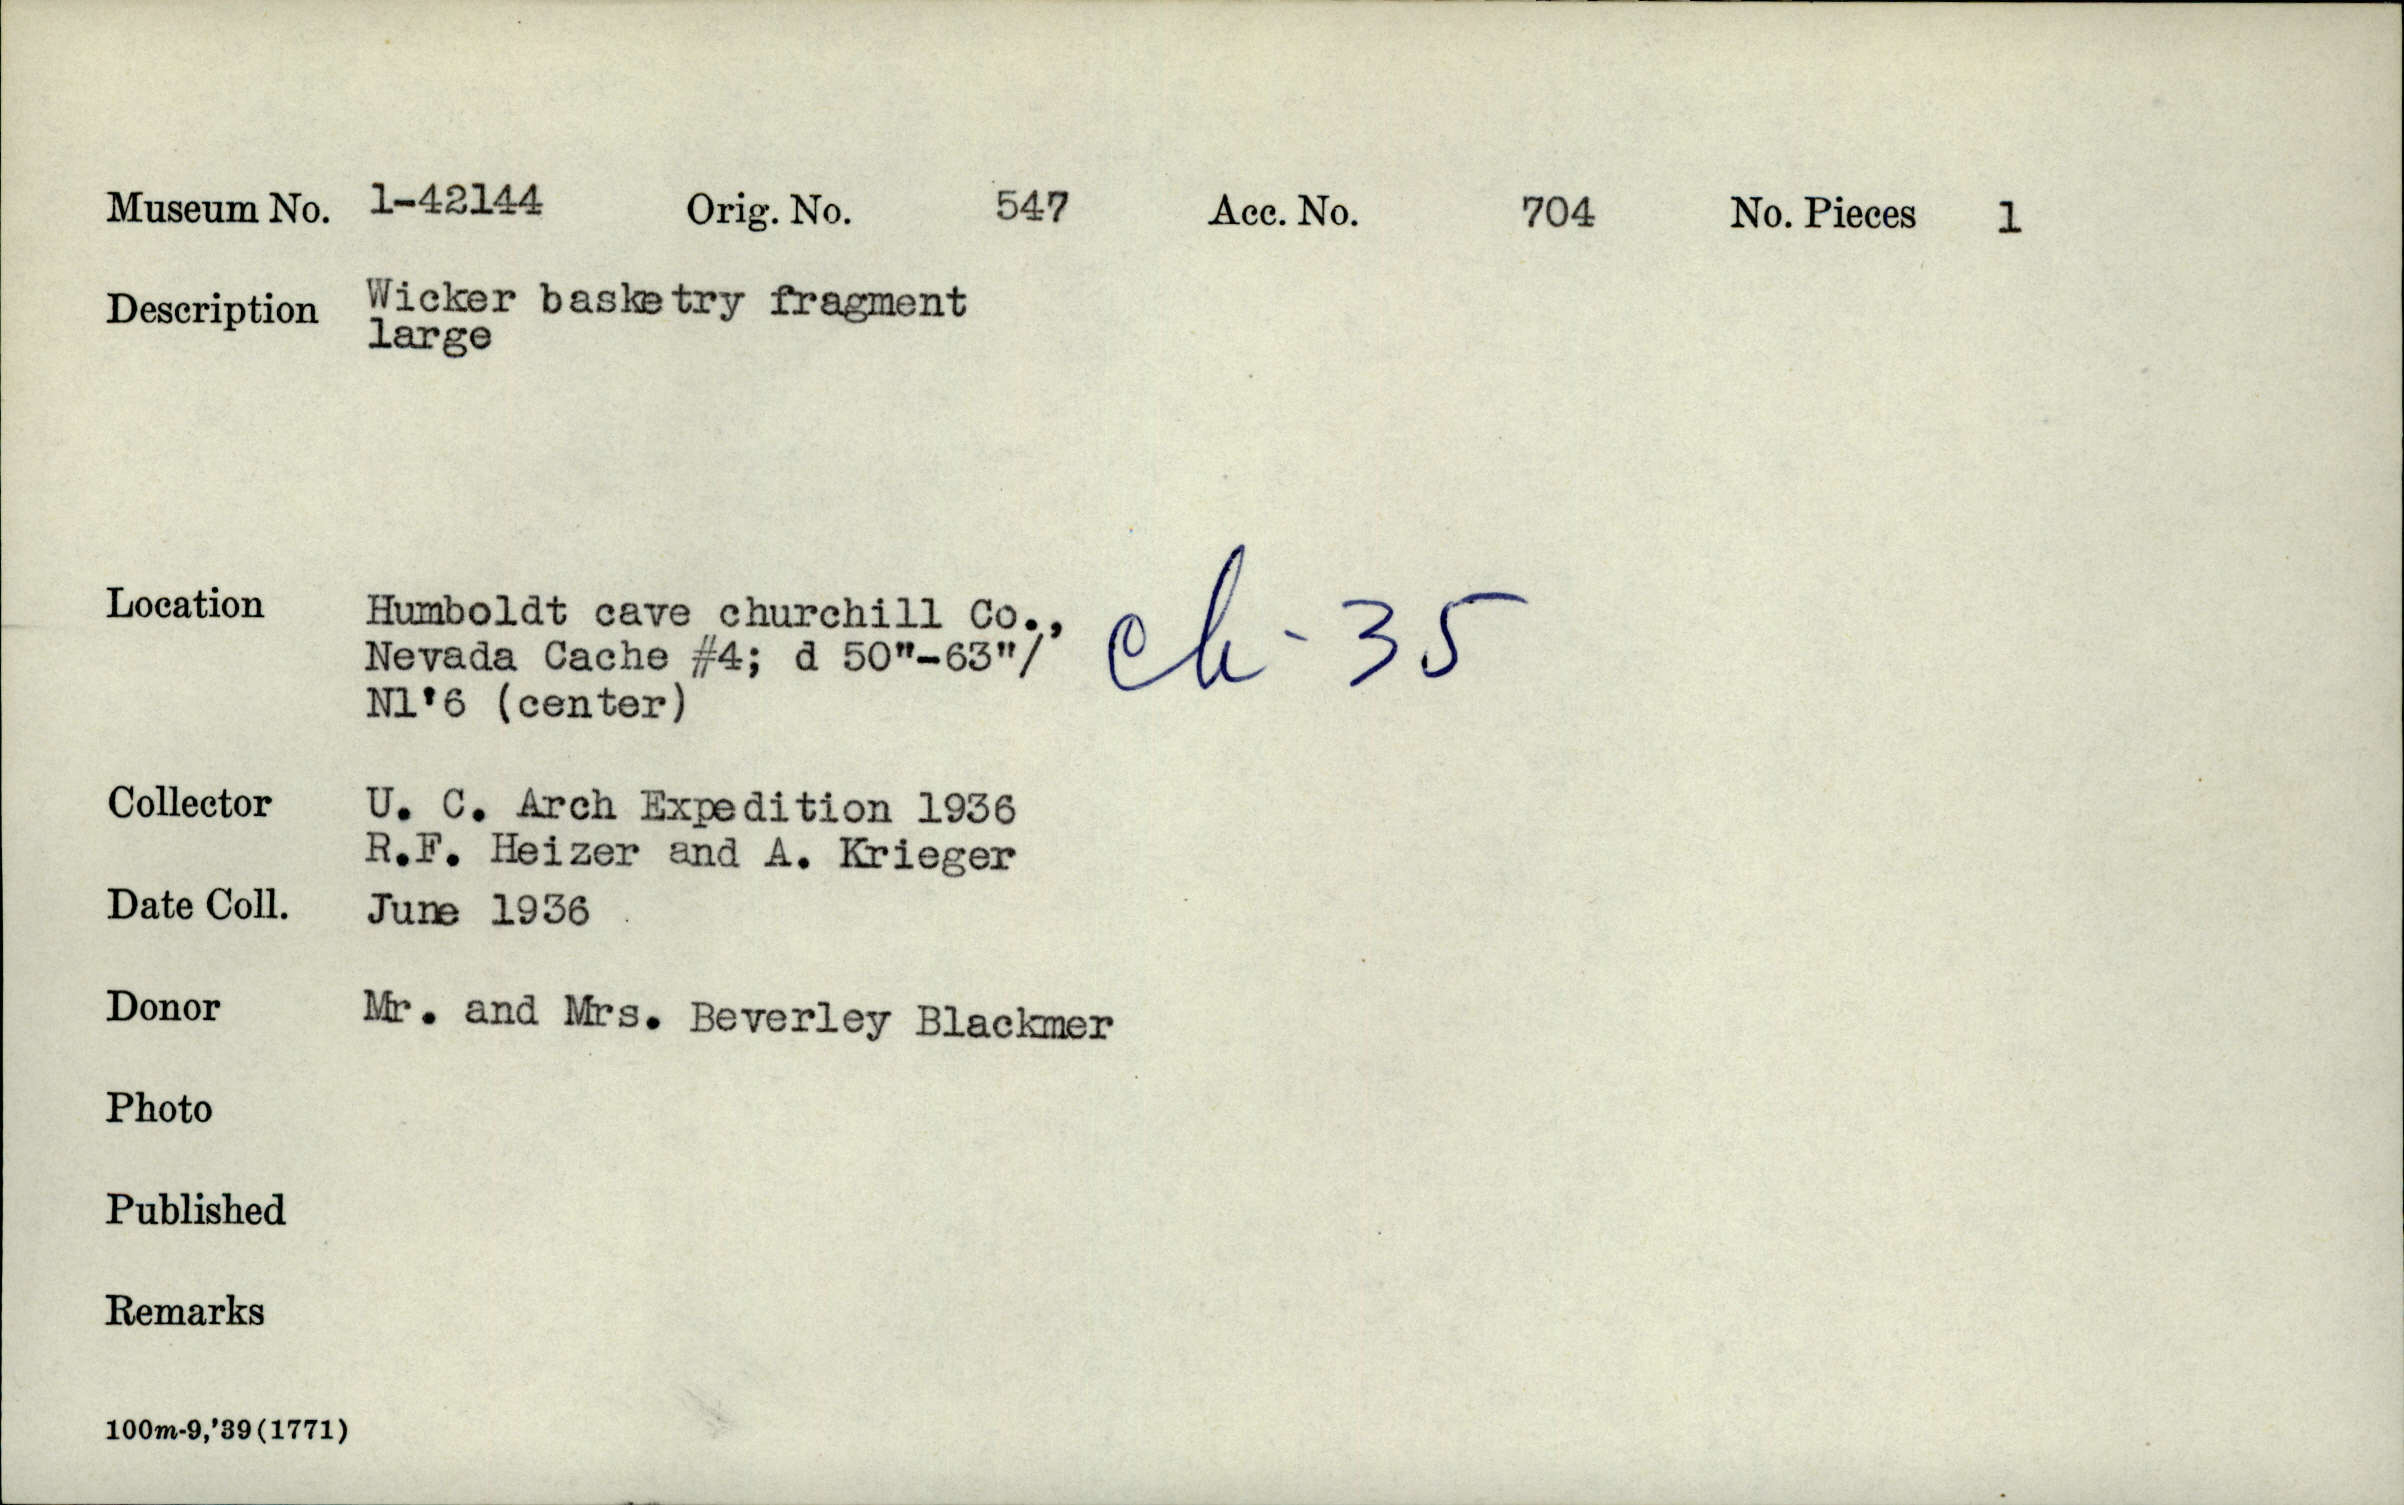 Museum No. 1-42144 Orig. No. 547 Acc. No. 704 No. Pieces 1
Description Wicker basketry fragment
large
Location Humboldt cave churchill Co.,
Nevada Cache #4; d 50"-63"/
N1'6 (center)
Ch-35
Collector U. C. Arch Expedition 1936
R.F. Heizer and A. Krieger
Date Coll. June 1936
Donor Mr. and Mrs. Beverley Blackmer
Photo
Published
Remarks
100m-9,'39(1771)